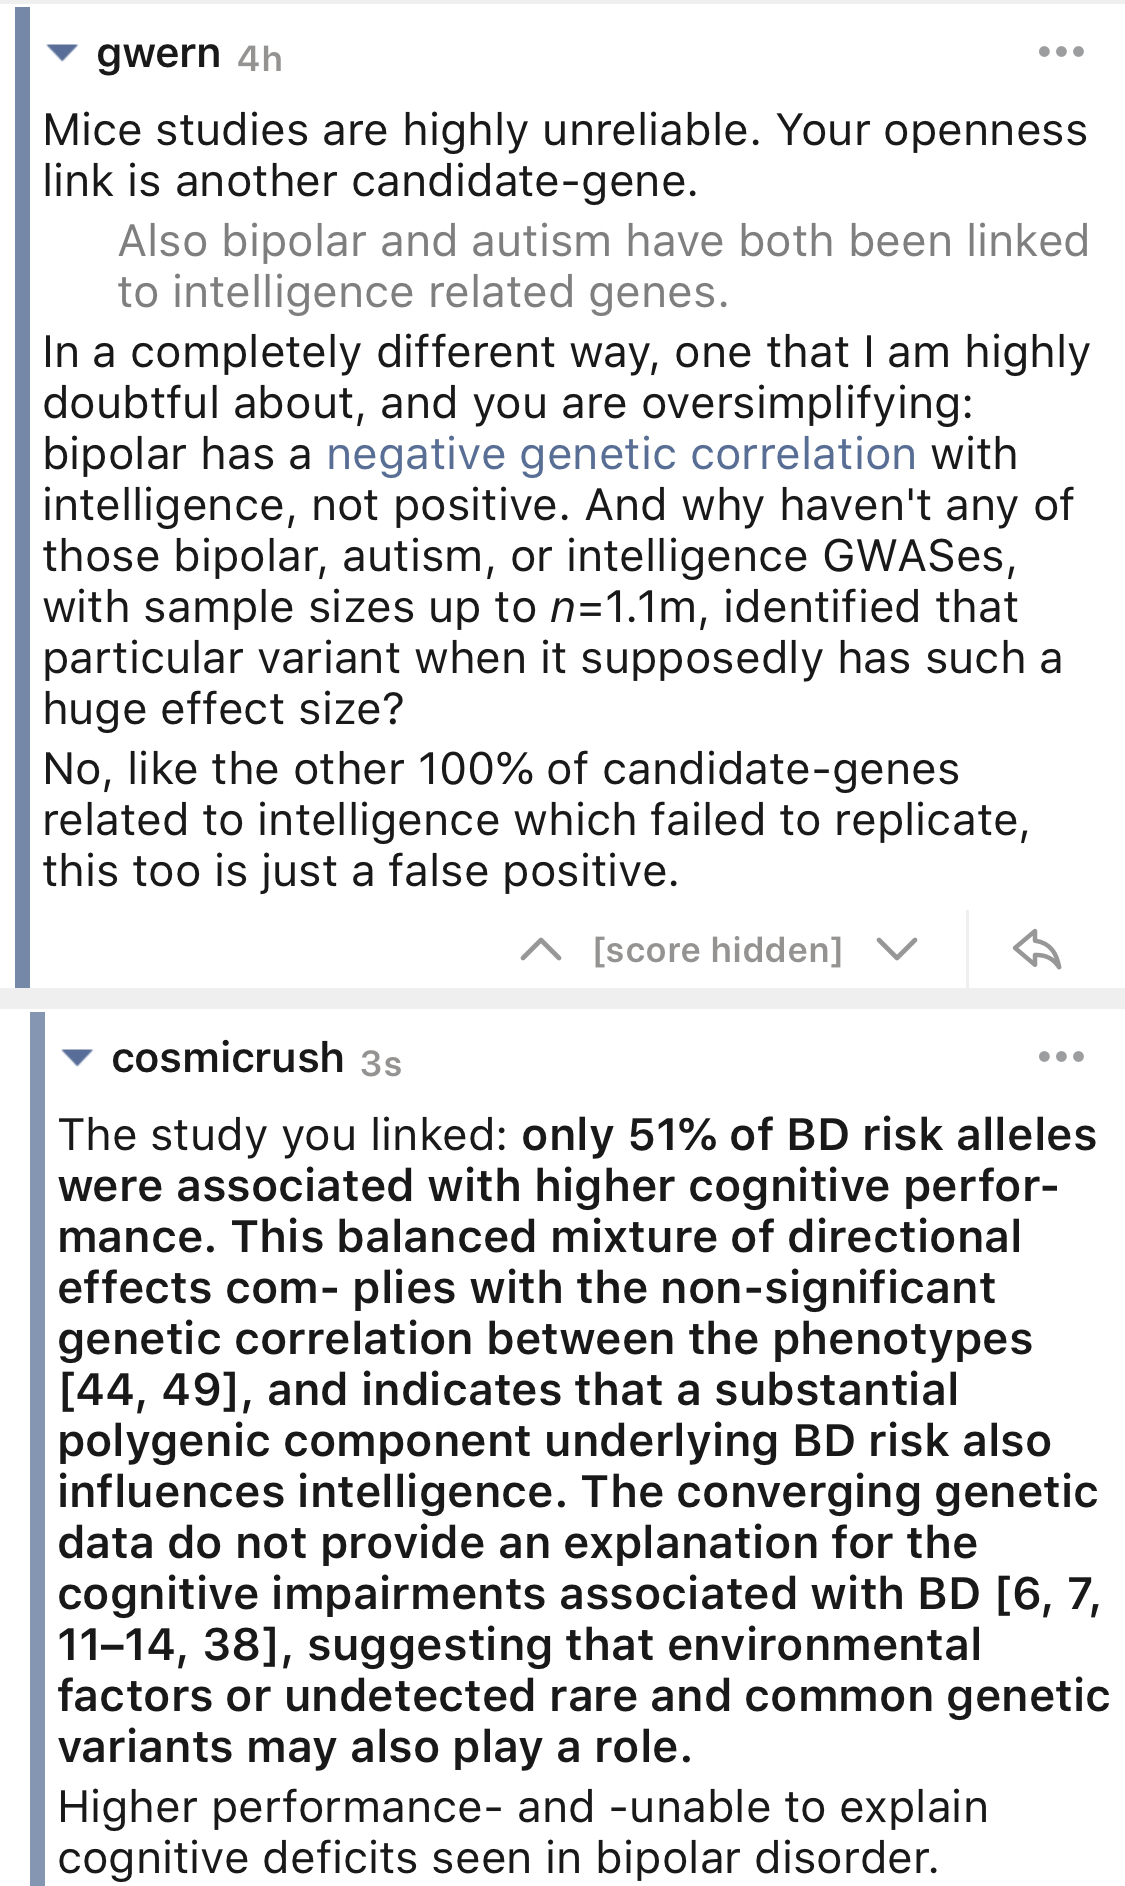 gwern 4h
Mice studies are highly unreliable. Your openness
link is another candidate-gene.
Also bipolar and autism have both been linked
to intelligence related genes.
In a completely different way, one that I am highly
doubtful about, and you are oversimplifying:
bipolar has a negative genetic correlation with
intelligence, not positive. And why haven't any of
those bipolar, autism, or intelligence GWASes,
with sample sizes up to n=1.1m, identified that
particular variant when it supposedly has such a
huge effect size?
No, like the other 100% of candidate-genes
related to intelligence which failed to replicate,
this too is just a false positive.
[score hidden]
cosmicrush 3s
The study you linked: only 51% of BD risk alleles
were associated with higher cognitive perfor-
mance. This balanced mixture of directional
effects com- plies with the non-significant
genetic correlation between the phenotypes
[44, 49], and indicates that a substantial
polygenic component underlying BD risk also
influences intelligence. The converging genetic
data do not provide an explanation for the
cognitive impairments associated with BD [6, 7,
11–14, 38], suggesting that environmental
factors or undetected rare and common genetic
variants may also play a role.
Higher performance- and -unable to explain
cognitive deficits seen in bipolar disorder.